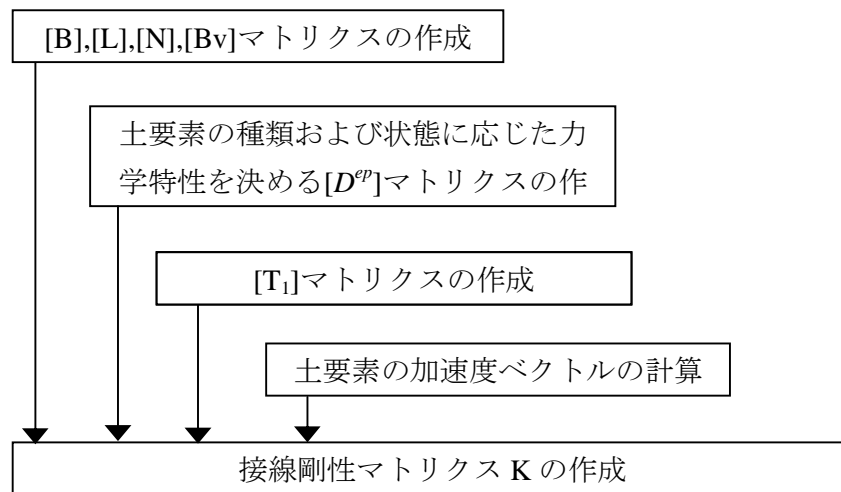 [B],[L],[N],[Bv]マトリクスの作成
土要素の種類および状態に応じた力
学特性を決める[D^{ep}]マトリクスの作
[T₁]マトリクスの作成
土要素の加速度ベクトルの計算
接線剛性マトリクス K の作成